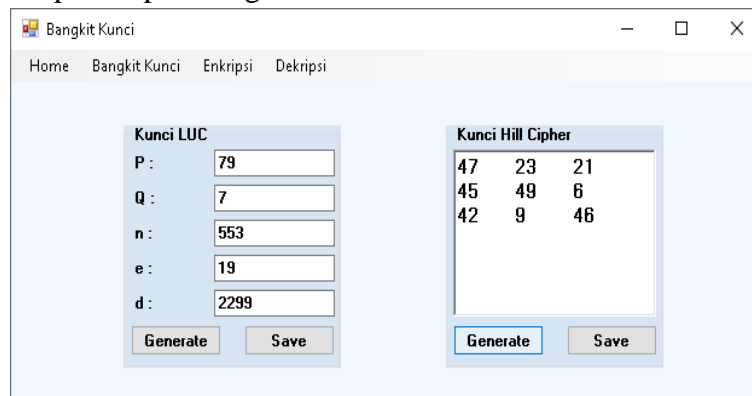 Bangkit Kunci
Home Bangkit Kunci Enkripsi Dekripsi
Kunci LUC
P : 79
Q : 7
n : 553
e : 19
d : 2299
Generate Save
Kunci Hill Cipher
47 23 21
45 49 6
42 9 46
Generate Save